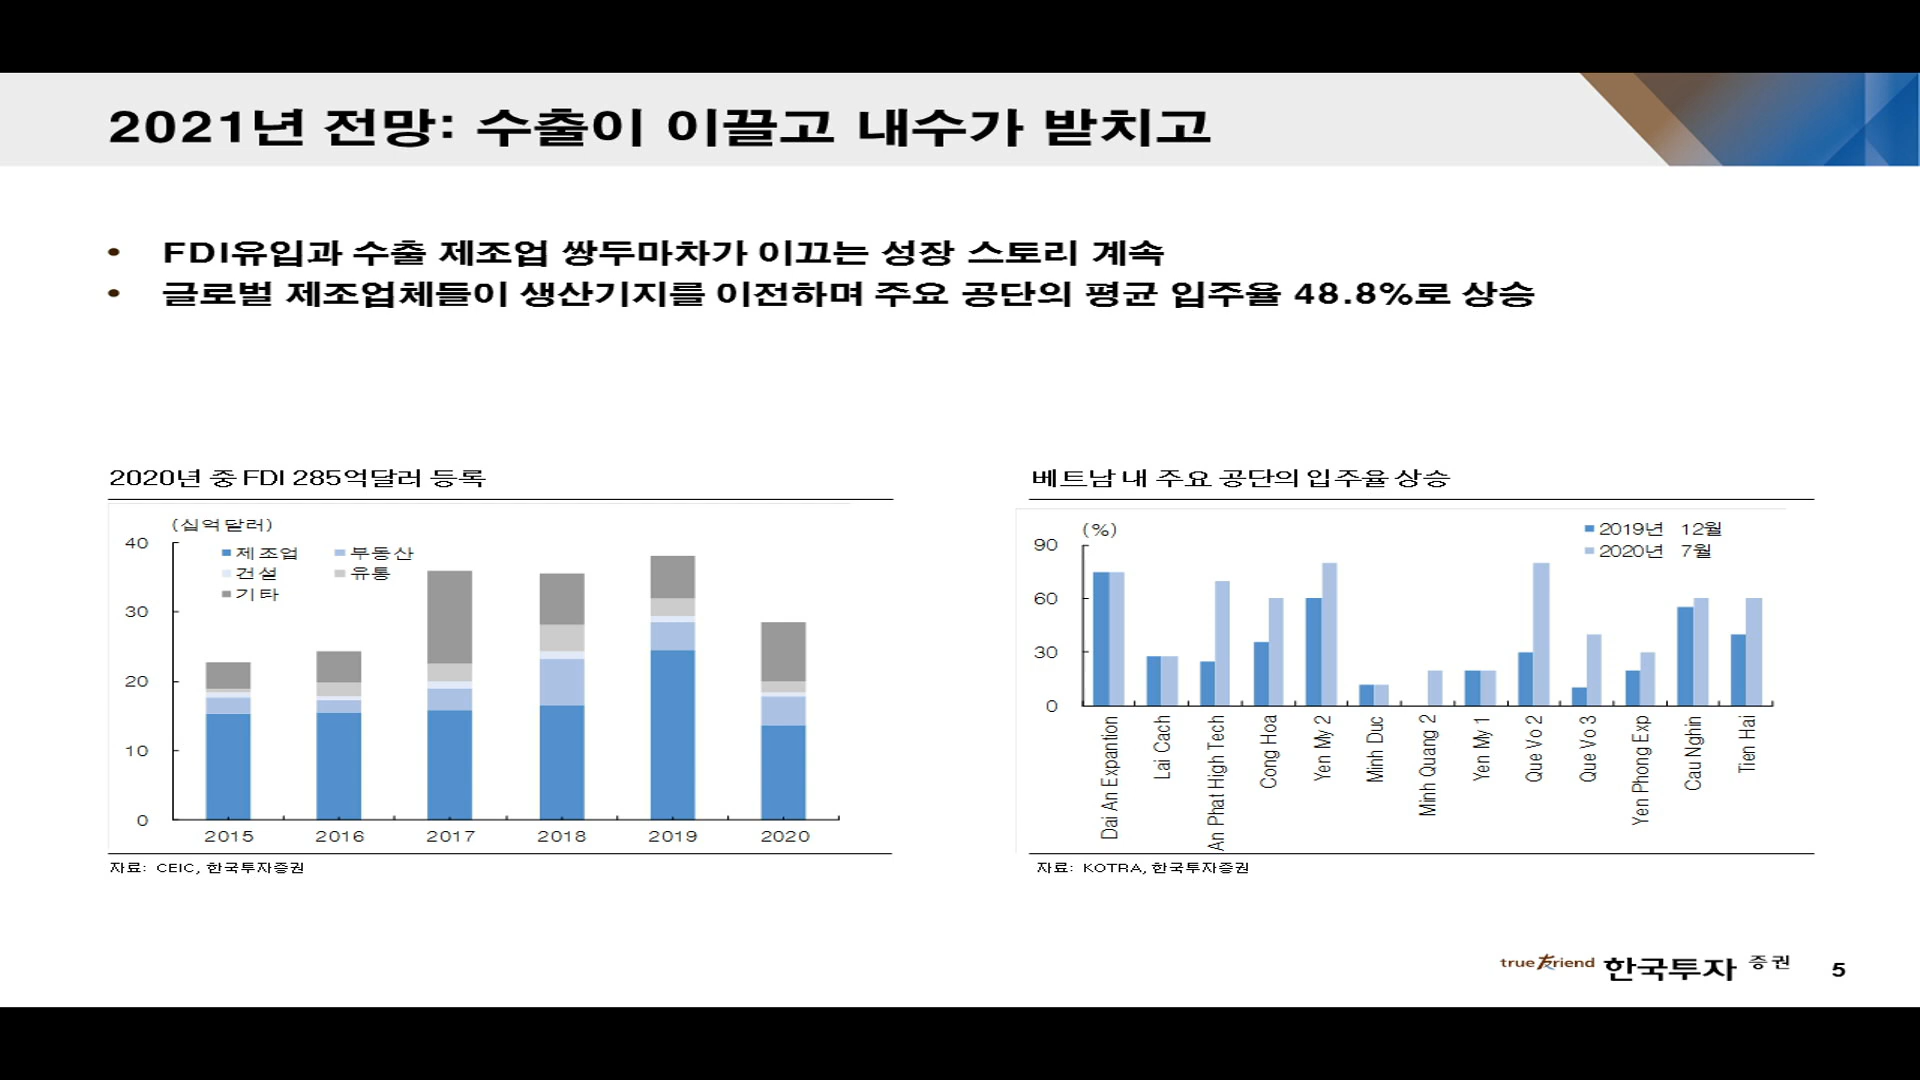 2021년 전망: 수출이 이끌고 내수가 받치고
• FDI유입과 수출 제조업 쌍두마차가 이끄는 성장 스토리 계속
• 글로벌 제조업체들이 생산기지를 이전하며 주요 공단의 평균 입주율 48.8%로 상승
2020년 중 FDI 285억달러 등록
(십억달러)
제조업 부동산
건설 유통
기타
40
30
20
10
0
2015 2016 2017 2018 2019 2020
자료: CEIC, 한국투자증권
베트남 내 주요 공단의 입주율 상승
(%)
2019년 12월
2020년 7월
90
60
30
0
Dai An Expantion
Lai Cach
An Phat High Tech
Cong Hoa
Yen My 2
Minh Duc
Minh Quang 2
Yen My 1
Que Vo 2
Que Vo 3
Yen Phong Exp
Cau Nghin
Tien Hai
자료: KOTRA, 한국투자증권
true Friend 한국투자 증권 5